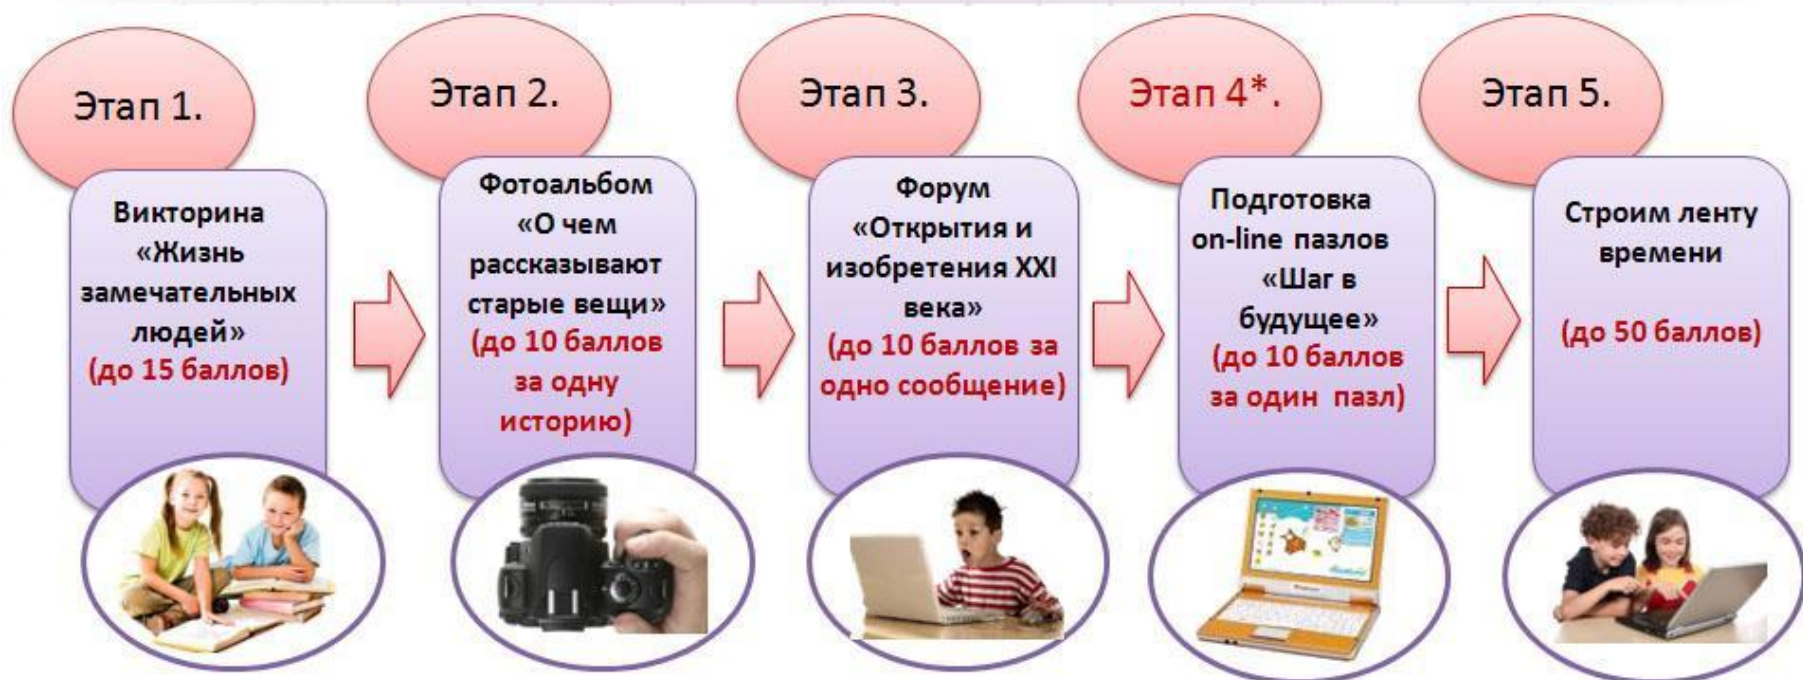 Этап 1.
Викторина
«Жизнь
замечательных
людей»
(до 15 баллов)
Этап 2.
Фотоальбом
«О чем
рассказывают
старые вещи»
(до 10 баллов
за одну
историю)
Этап 3.
Форум
«Открытия и
изобретения XXI
века»
(до 10 баллов за
одно сообщение)
Этап 4*.
Подготовка
on-line пазлов
«Шаг в
будущее»
(до 10 баллов
за один пазл)
Этап 5.
Строим ленту
времени
(до 50 баллов)